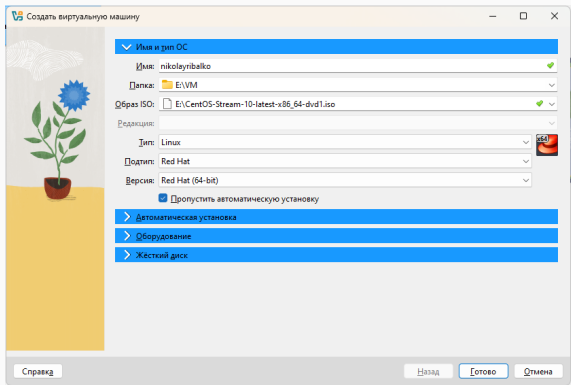 Создать виртуальную машину
Имя и тип ОС
Имя: nikolayribalko
Папка: E:\VM
Образ ISO: E:\CentOS-Stream-10-latest-x86_64-dvd1.iso
Редакция:
Тип: Linux
x64
Подтип: Red Hat
Версия: Red Hat (64-bit)
Пропустить автоматическую установку
Автоматическая установка
Оборудование
Жёсткий диск
Справка Назад Готово Отмена